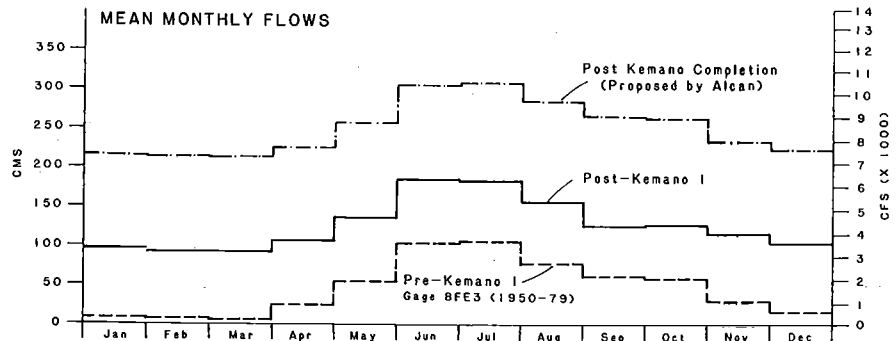 MEAN MONTHLY FLOWS
350
300
250
200
150
100
50
0
CMS
Post Kemano Completion
(Proposed by Alcan)
Post-Kemano I
Pre-Kemano I
Gage 8FE3 (1950-79)
14
13
12
11
10
9
8
7
6
5
4
3
2
1
0
CFS (X 1000)
Jan Feb Mar Apr May Jun Jul Aug Sep Oct Nov Dec